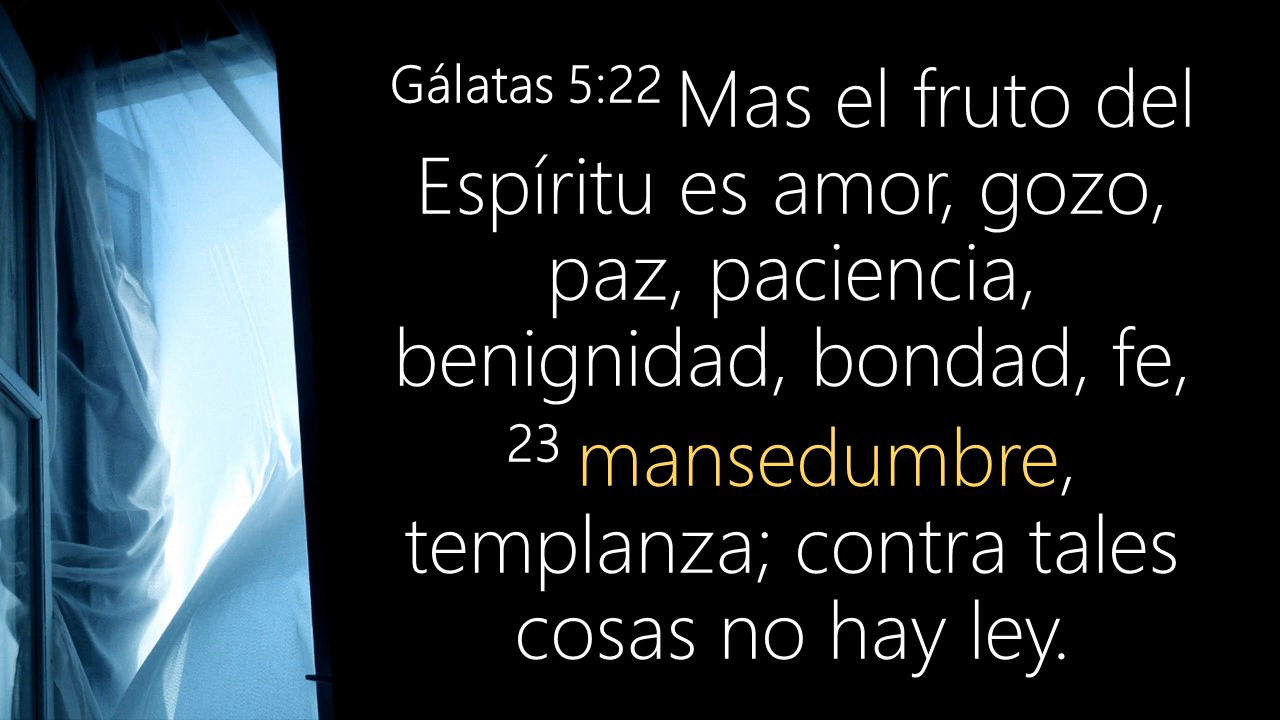 Gálatas 5:22 Mas el fruto del
Espíritu es amor, gozo,
paz, paciencia,
benignidad, bondad, fe,
23 mansedumbre,
templanza; contra tales
cosas no hay ley.